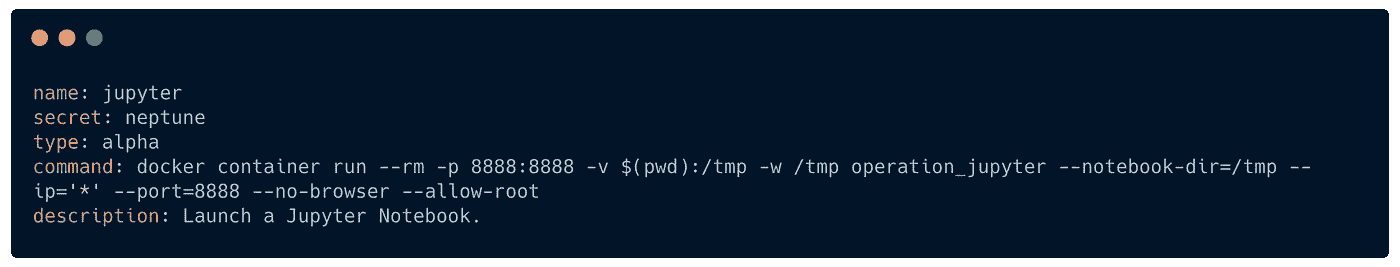 name: jupyter
secret: neptune
type: alpha
command: docker container run --rm -p 8888:8888 -v $(pwd):/tmp -w /tmp operation_jupyter --notebook-dir=/tmp --
ip='*' --port=8888 --no-browser --allow-root
description: Launch a Jupyter Notebook.